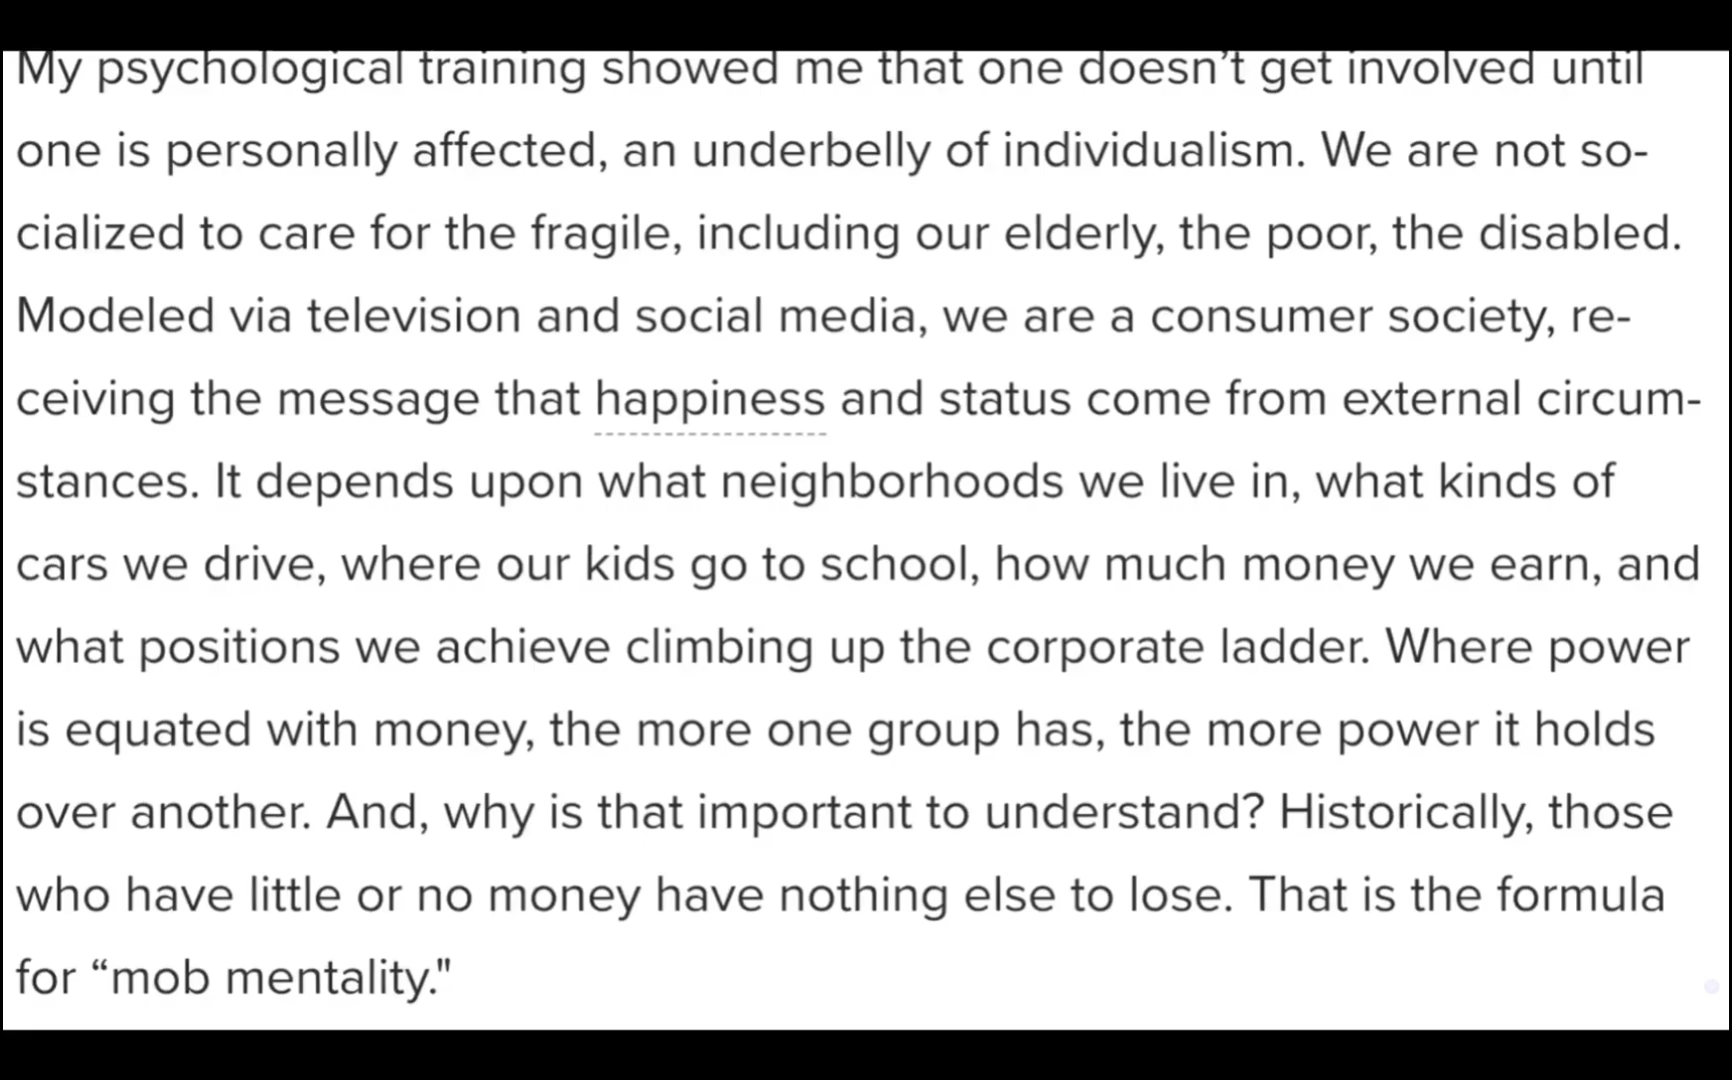 My psychological training showed me that one doesn’t get involved until
one is personally affected, an underbelly of individualism. We are not so-
cialized to care for the fragile, including our elderly, the poor, the disabled.
Modeled via television and social media, we are a consumer society, re-
ceiving the message that happiness and status come from external circum-
stances. It depends upon what neighborhoods we live in, what kinds of
cars we drive, where our kids go to school, how much money we earn, and
what positions we achieve climbing up the corporate ladder. Where power
is equated with money, the more one group has, the more power it holds
over another. And, why is that important to understand? Historically, those
who have little or no money have nothing else to lose. That is the formula
for “mob mentality."